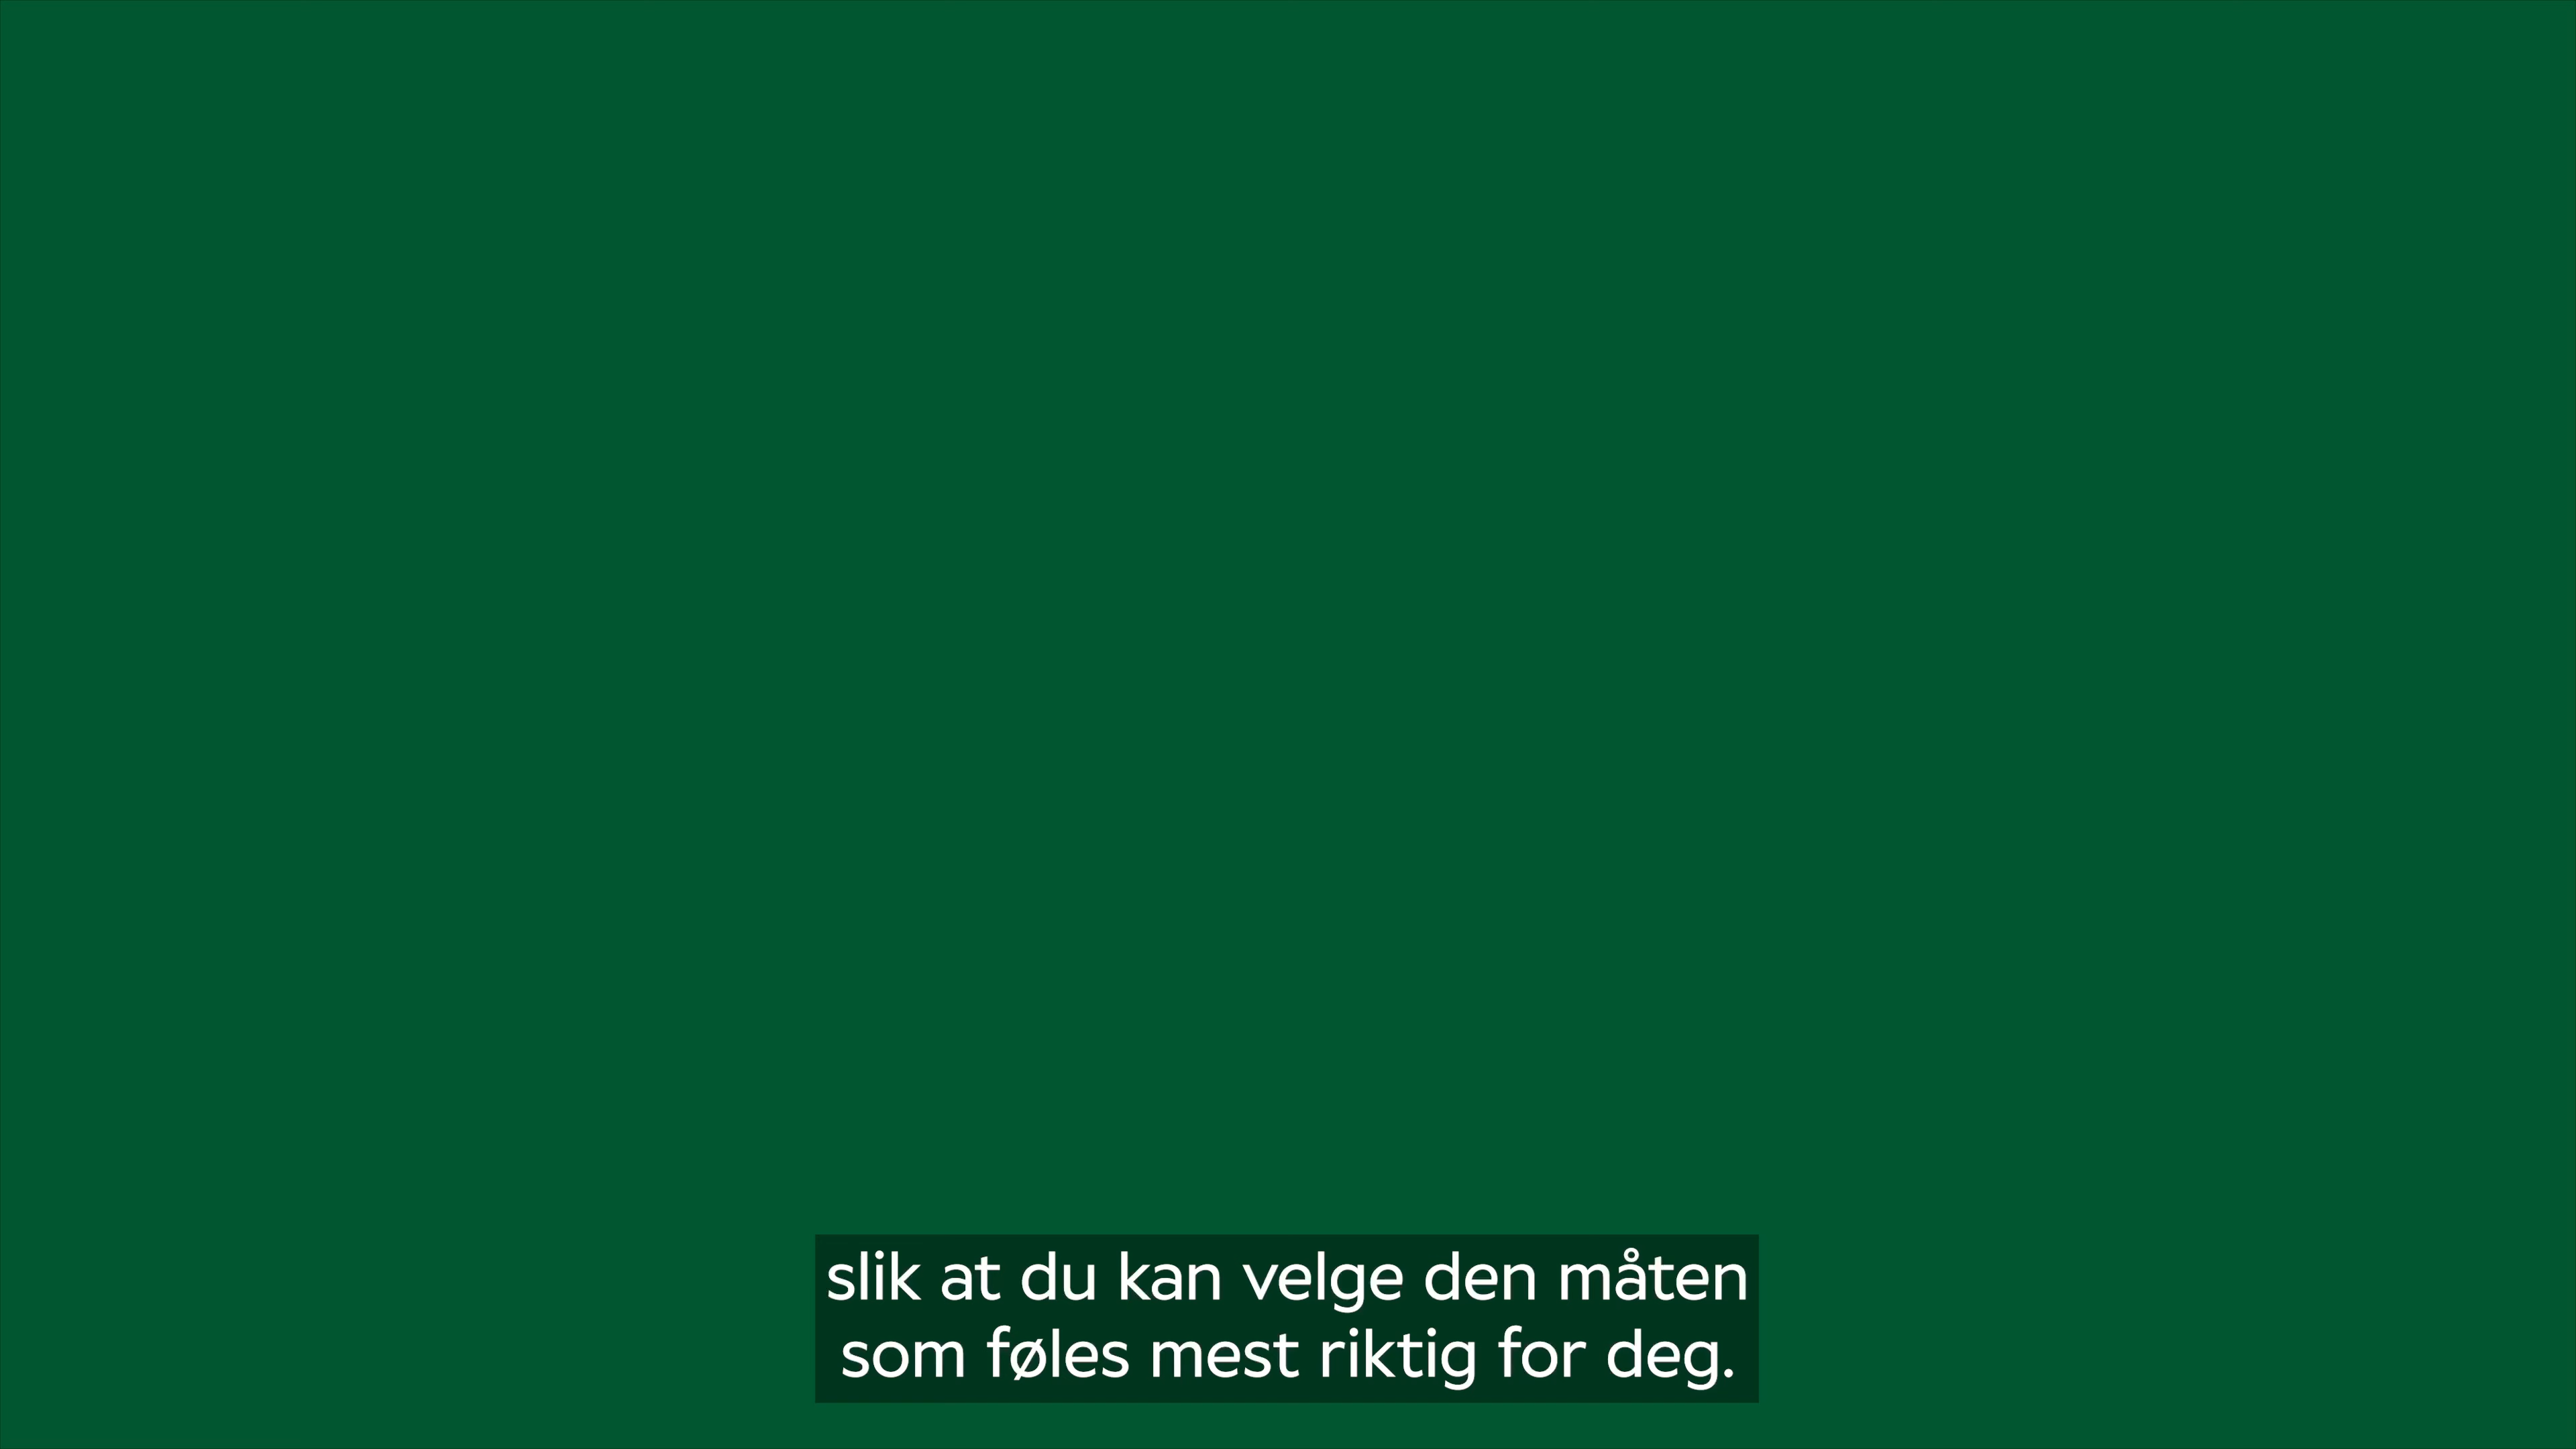 slik at du kan velge den måten
som føles mest riktig for deg.